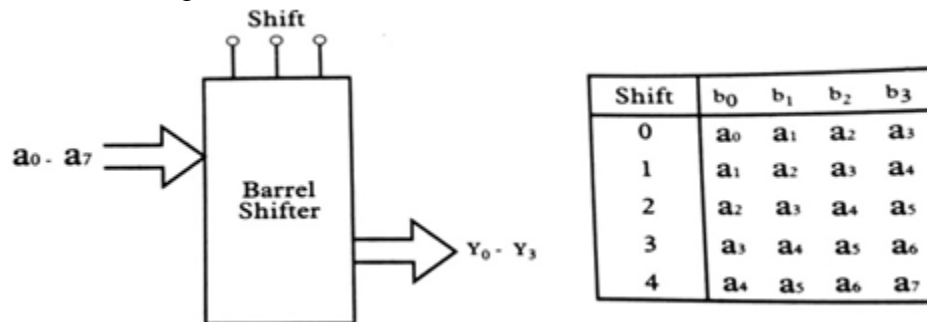 Shift
a₀ - a₇
Barrel
Shifter
Y₀ - Y₃
Shift b₀ b₁ b₂ b₃
0 a₀ a₁ a₂ a₃
1 a₁ a₂ a₃ a₄
2 a₂ a₃ a₄ a₅
3 a₃ a₄ a₅ a₆
4 a₄ a₅ a₆ a₇